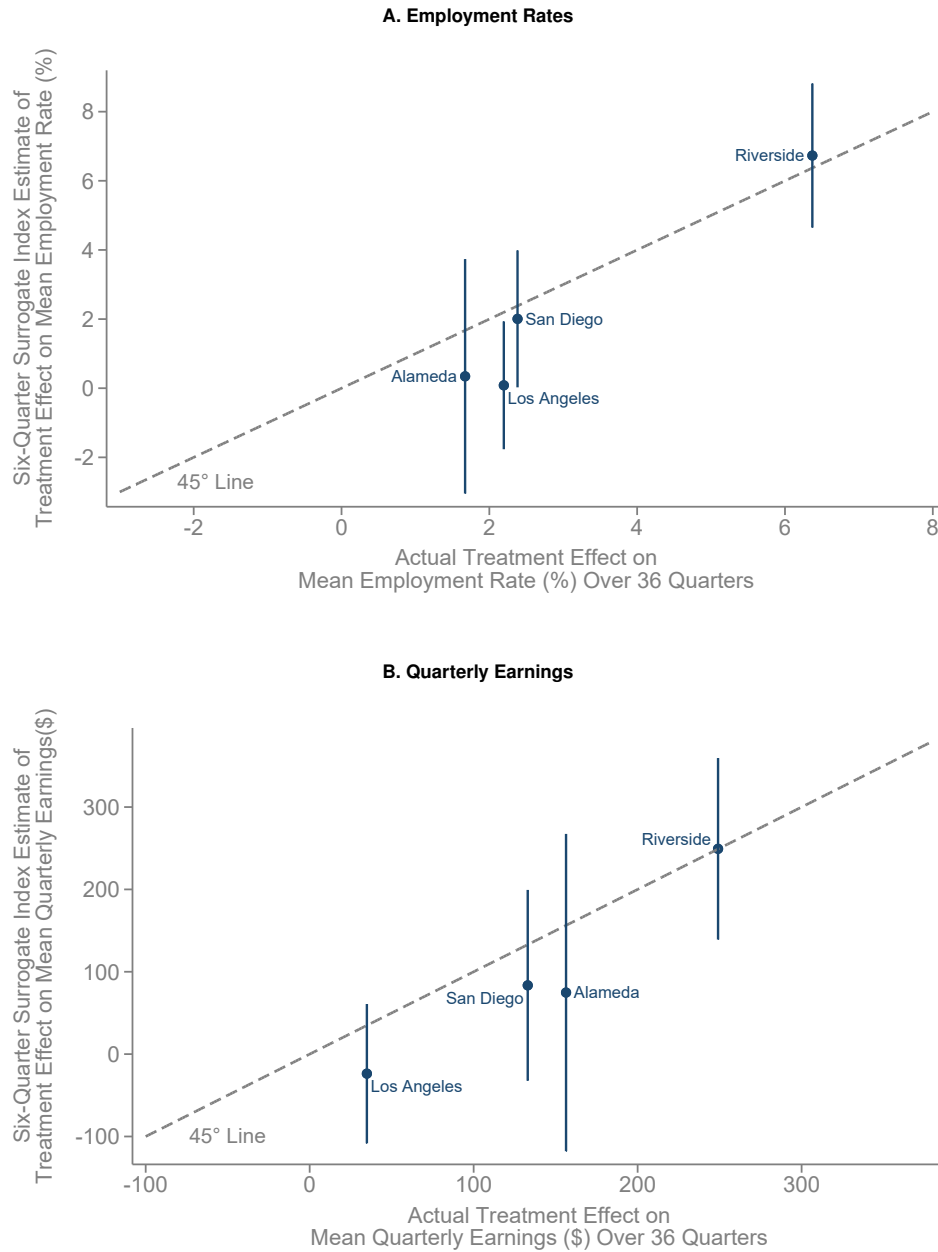 A. Employment Rates
Six-Quarter Surrogate Index Estimate of
Treatment Effect on Mean Employment Rate (%)
8
6
4
2
0
-2
Riverside
San Diego
Alameda
Los Angeles
45° Line
-2
0
2
4
6
8
Actual Treatment Effect on
Mean Employment Rate (%) Over 36 Quarters
B. Quarterly Earnings
Six-Quarter Surrogate Index Estimate of
Treatment Effect on Mean Quarterly Earnings($)
300
200
100
0
-100
Riverside
San Diego
Alameda
Los Angeles
45° Line
-100
0
100
200
300
Actual Treatment Effect on
Mean Quarterly Earnings ($) Over 36 Quarters